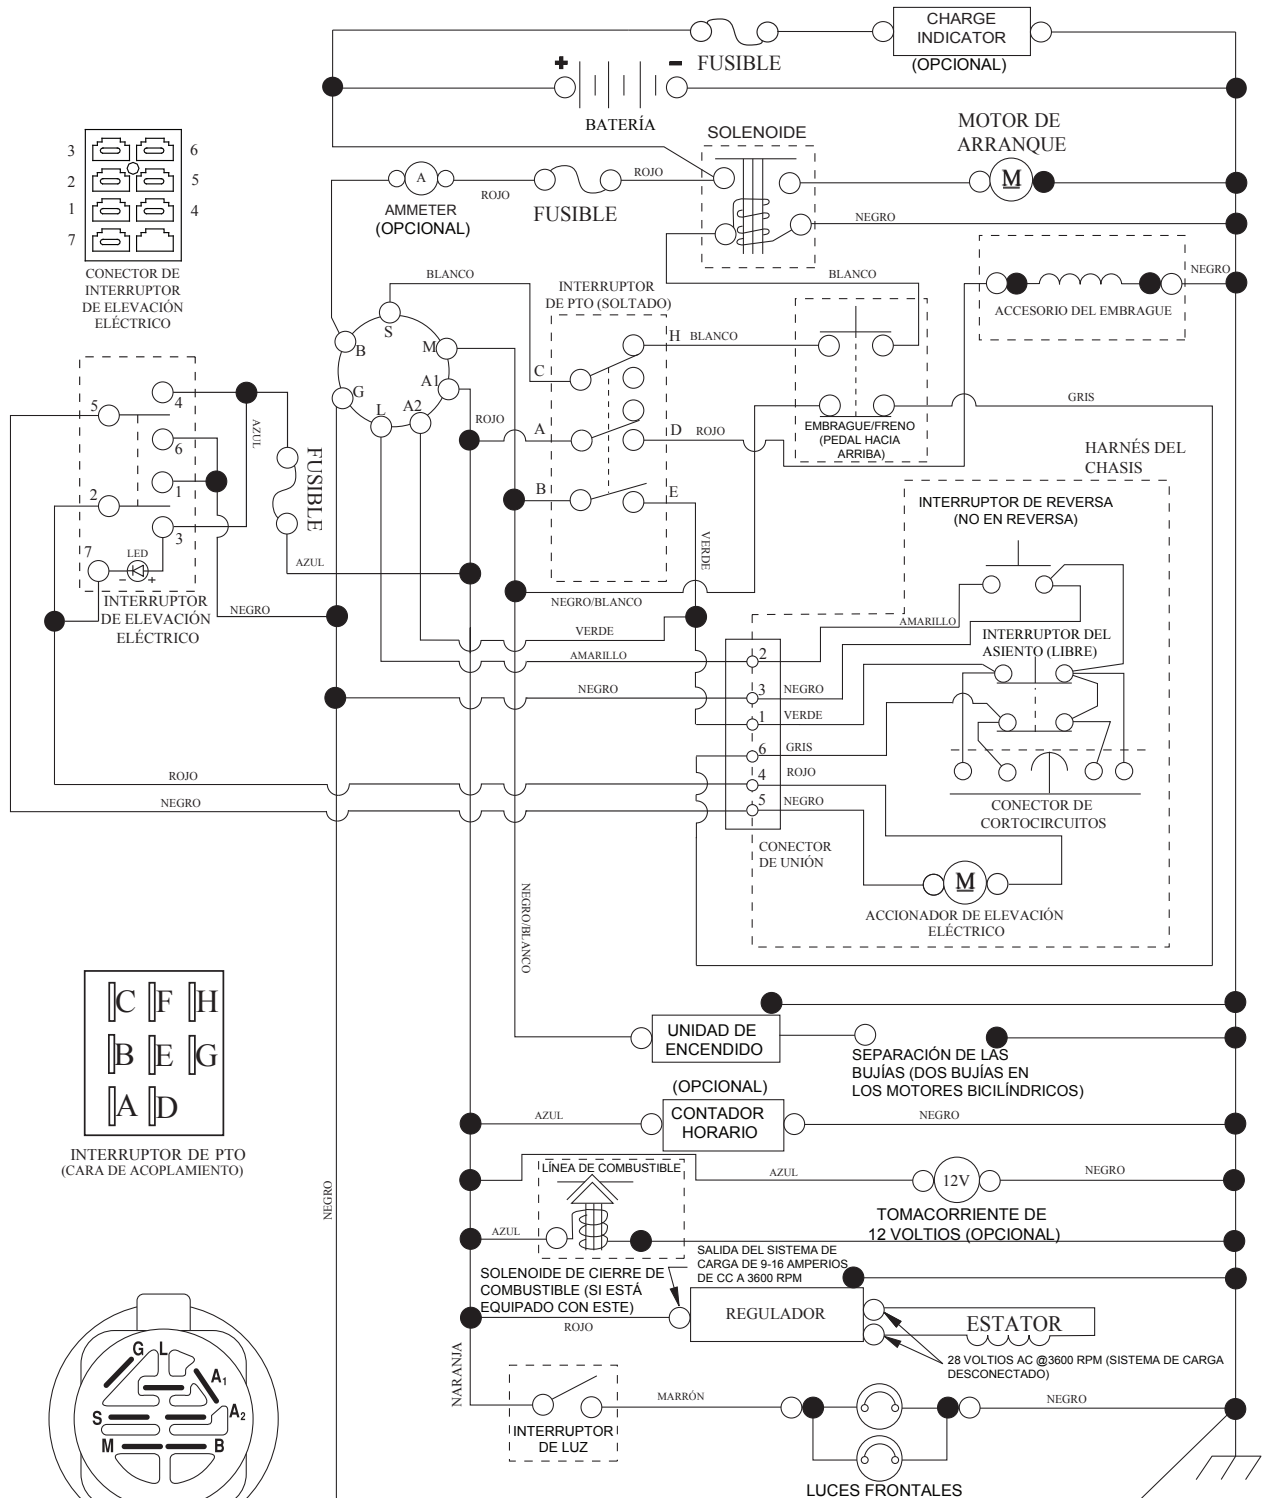 CHARGE
INDICATOR
(OPCIONAL)
FUSIBLE
+
-
BATERÍA
SOLENOIDE
MOTOR DE
ARRANQUE
M
3
6
2
5
1
4
7
CONECTOR DE
INTERRUPTOR
DE ELEVACIÓN
ELÉCTRICO
A
AMMETER
(OPCIONAL)
ROJO
FUSIBLE
ROJO
NEGRO
NEGRO
ACCESORIO DEL EMBRAGUE
BLANCO
INTERRUPTOR
DE PTO (SOLTADO)
BLANCO
S
B
M
G
A1
L
A2
C
H
BLANCO
ROJO
A
D
ROJO
B
E
EMBRAGUE/FRENO
(PEDAL HACIA
ARRIBA)
GRIS
HARNÉS DEL
CHASIS
5
4
6
2
1
3
7
LED
-
+
AZUL
FUSIBLE
AZUL
INTERRUPTOR
DE ELEVACIÓN
ELÉCTRICO
NEGRO
VERDE
NEGRO/BLANCO
VERDE
AMARILLO
NEGRO
INTERRUPTOR DE REVERSA
(NO EN REVERSA)
AMARILLO
INTERRUPTOR DEL
ASIENTO (LIBRE)
2
3
NEGRO
1
VERDE
6
GRIS
4
ROJO
5
NEGRO
ROJO
NEGRO
CONECTOR
DE UNIÓN
CONECTOR DE
CORTOCIRCUITOS
M
ACCIONADOR DE ELEVACIÓN
ELÉCTRICO
NEGRO/BLANCO
C
F
H
B
E
G
A
D
INTERRUPTOR DE PTO
(CARA DE ACOPLAMIENTO)
NEGRO
UNIDAD DE
ENCENDIDO
SEPARACIÓN DE LAS
BUJÍAS (DOS BUJÍAS EN
LOS MOTORES BICILÍNDRICOS)
(OPCIONAL)
AZUL
CONTADOR
HORARIO
NEGRO
LÍNEA DE COMBUSTIBLE
AZUL
12V
NEGRO
TOMACORRIENTE DE
12 VOLTIOS (OPCIONAL)
AZUL
SOLENOIDE DE CIERRE DE
COMBUSTIBLE (SI ESTÁ
EQUIPADO CON ESTE)
SALIDA DEL SISTEMA DE
CARGA DE 9-16 AMPERIOS
DE CC A 3600 RPM
ROJO
REGULADOR
ESTATOR
28 VOLTIOS AC @3600 RPM (SISTEMA DE CARGA
DESCONECTADO)
NARANJA
INTERRUPTOR
DE LUZ
MARRÓN
NEGRO
LUCES FRONTALES
G
L
A1
S
A2
M
B